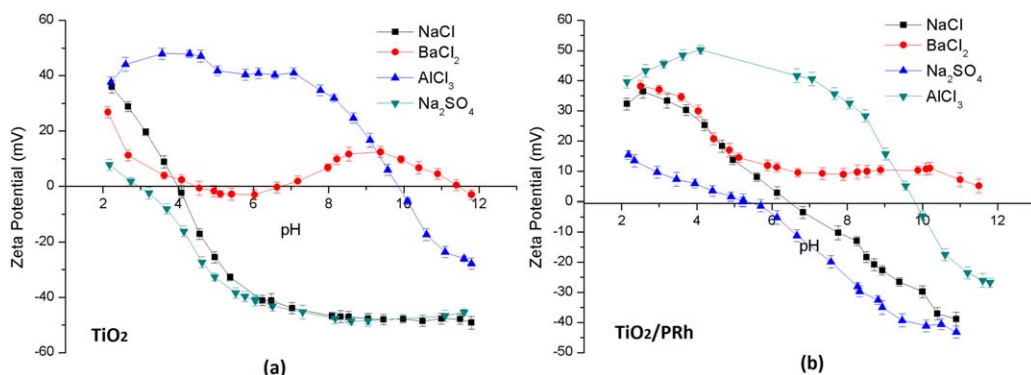 Zeta Potential (mV)
60
40
20
0
-20
-40
-60
2
4
6
8
10
12
pH
NaCl
BaCl2
AlCl3
Na2SO4
TiO2
(a)
Zeta Potential (mV)
60
50
40
30
20
10
0
-10
-20
-30
-40
-50
2
4
6
8
10
12
pH
NaCl
BaCl2
Na2SO4
AlCl3
TiO2/PRh
(b)